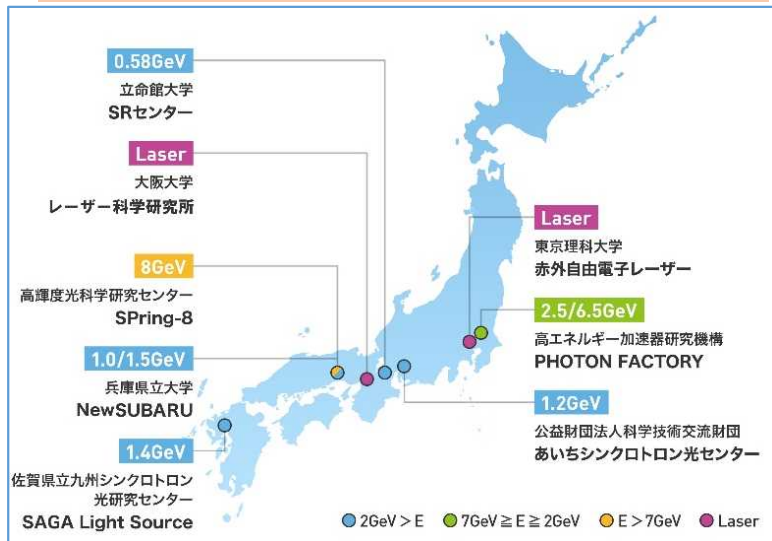 0.58GeV
立命館大学
SRセンター
Laser
大阪大学
レーザー科学研究所
8GeV
高輝度光科学研究センター
SPring-8
1.0/1.5GeV
兵庫県立大学
NewSUBARU
1.4GeV
佐賀県立九州シンクロトロン
光研究センター
SAGA Light Source
Laser
東京理科大学
赤外自由電子レーザー
2.5/6.5GeV
高エネルギー加速器研究機構
PHOTON FACTORY
1.2GeV
公益財団法人科学技術交流財団
あいちシンクロトロン光センター
2GeV＞E 7GeV≧E≧2GeV E＞7GeV Laser